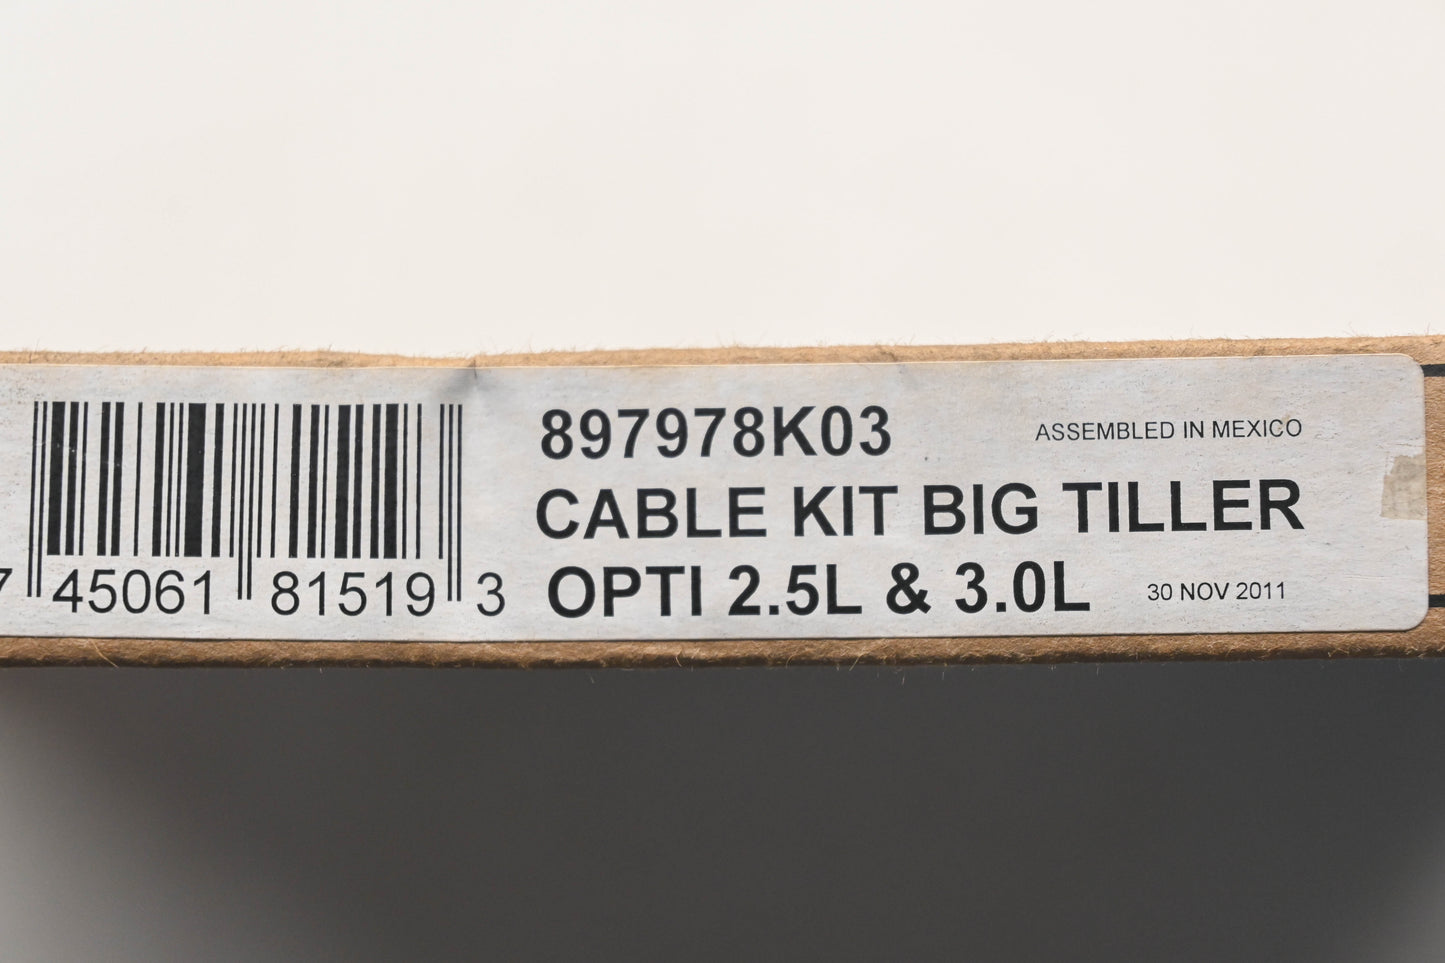 897978K03
ASSEMBLED IN MEXICO
CABLE KIT BIG TILLER
OPTI 2.5L & 3.0L
30 NOV 2011
7 45061 81519 3